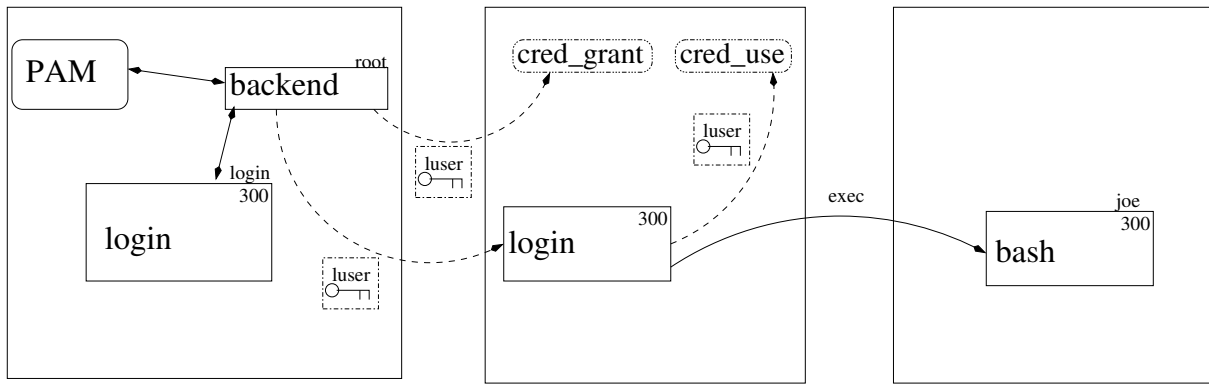 PAM
root
backend
login
300
login
luser
luser
cred_grant
cred_use
luser
300
login
exec
joe
300
bash